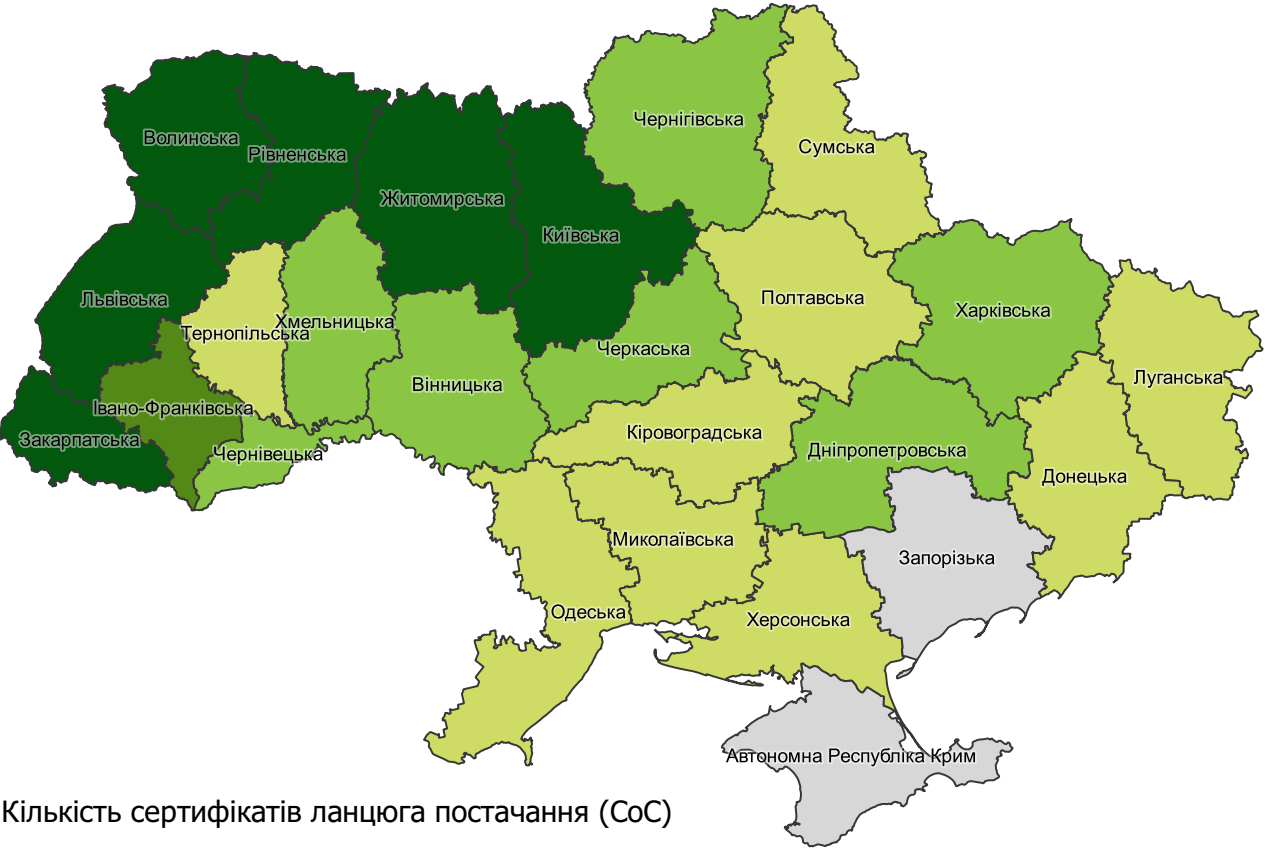 Чернігівська
Волинська
Сумська
Рівненська
Житомирська
Київська
Львівська
Полтавська
Харківська
Хмельницька
Тернопільська
Черкаська
Луганська
Вінницька
Івано-Франківська
Кіровоградська
Закарпатська
Чернівецька
Дніпропетровська
Донецька
Миколаївська
Запорізька
Одеська
Херсонська
Автономна Республіка Крим
Кількість сертифікатів ланцюга постачання (CoC)